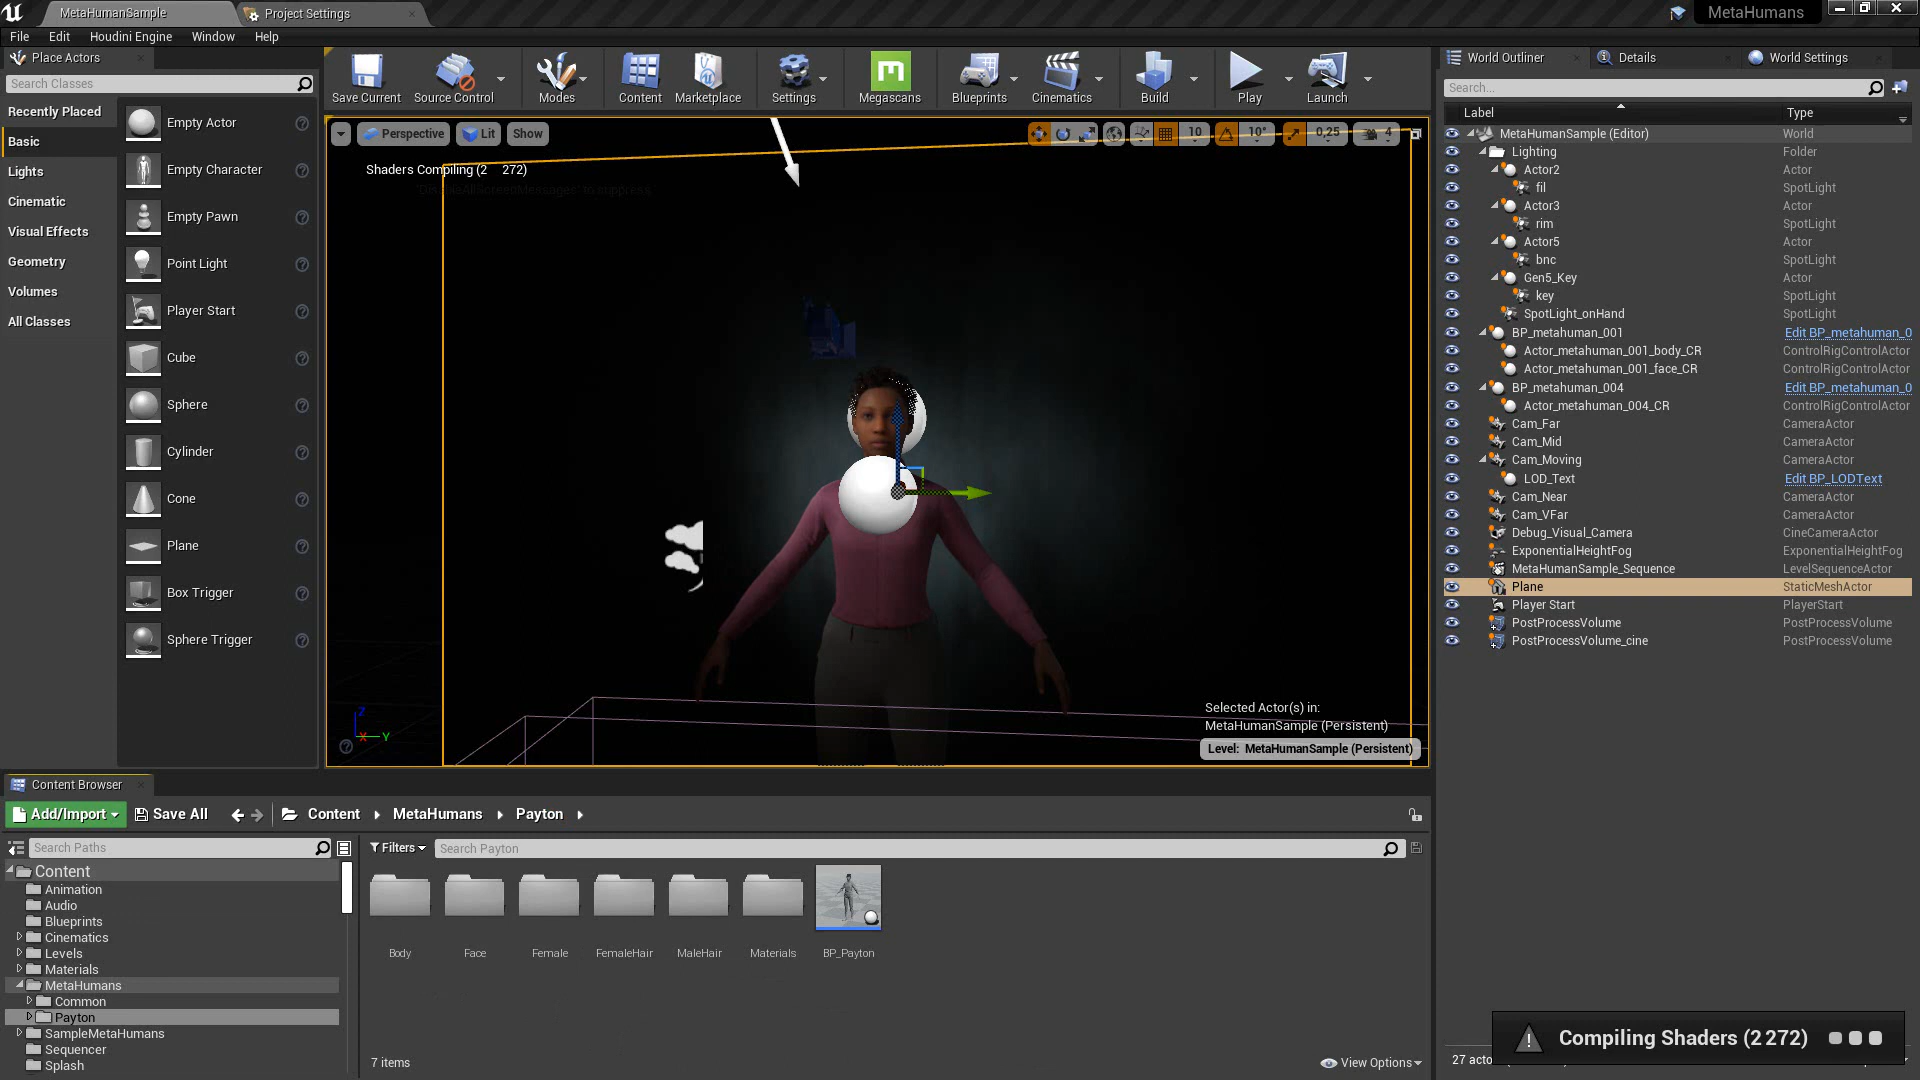 MetaHumanSample
Project Settings
MetaHumans
File Edit Houdini Engine Window Help
Place Actors
Search Classes
Recently Placed
Basic
Lights
Cinematic
Visual Effects
Geometry
Volumes
All Classes
Empty Actor
Empty Character
Empty Pawn
Point Light
Player Start
Cube
Sphere
Cylinder
Cone
Plane
Box Trigger
Sphere Trigger
Save Current
Source Control
Modes
Content
Marketplace
Settings
Megascans
Blueprints
Cinematics
Build
Play
Launch
Perspective Lit Show
10 10° 0,25 4
Shaders Compiling (2 272)
'DisableAllScreenMessages' to suppress
Z
X Y
Selected Actor(s) in:
MetaHumanSample (Persistent)
Level: MetaHumanSample (Persistent)
World Outliner
Details
World Settings
Search...
Label Type
MetaHumanSample (Editor) World
Lighting Folder
Actor2 Actor
fil SpotLight
Actor3 Actor
rim SpotLight
Actor5 Actor
bnc SpotLight
Gen5_Key Actor
key SpotLight
SpotLight_onHand SpotLight
BP_metahuman_001 Edit BP_metahuman_0
Actor_metahuman_001_body_CR ControlRigControlActor
Actor_metahuman_001_face_CR ControlRigControlActor
BP_metahuman_004 Edit BP_metahuman_0
Actor_metahuman_004_CR ControlRigControlActor
Cam_Far CameraActor
Cam_Mid CameraActor
Cam_Moving CameraActor
LOD_Text Edit BP_LODText
Cam_Near CameraActor
Cam_VFar CameraActor
Debug_Visual_Camera CineCameraActor
ExponentialHeightFog ExponentialHeightFog
MetaHumanSample_Sequence LevelSequenceActor
Plane StaticMeshActor
Player Start PlayerStart
PostProcessVolume PostProcessVolume
PostProcessVolume_cine PostProcessVolume
Content Browser
Add/Import Save All Content MetaHumans Payton
Search Paths
Filters Search Payton
Content
Animation
Audio
Blueprints
Cinematics
Levels
Materials
MetaHumans
Common
Payton
SampleMetaHumans
Sequencer
Splash
Body
Face
Female
FemaleHair
MaleHair
Materials
BP_Payton
7 items
View Options
27 acto
Compiling Shaders (2 272)